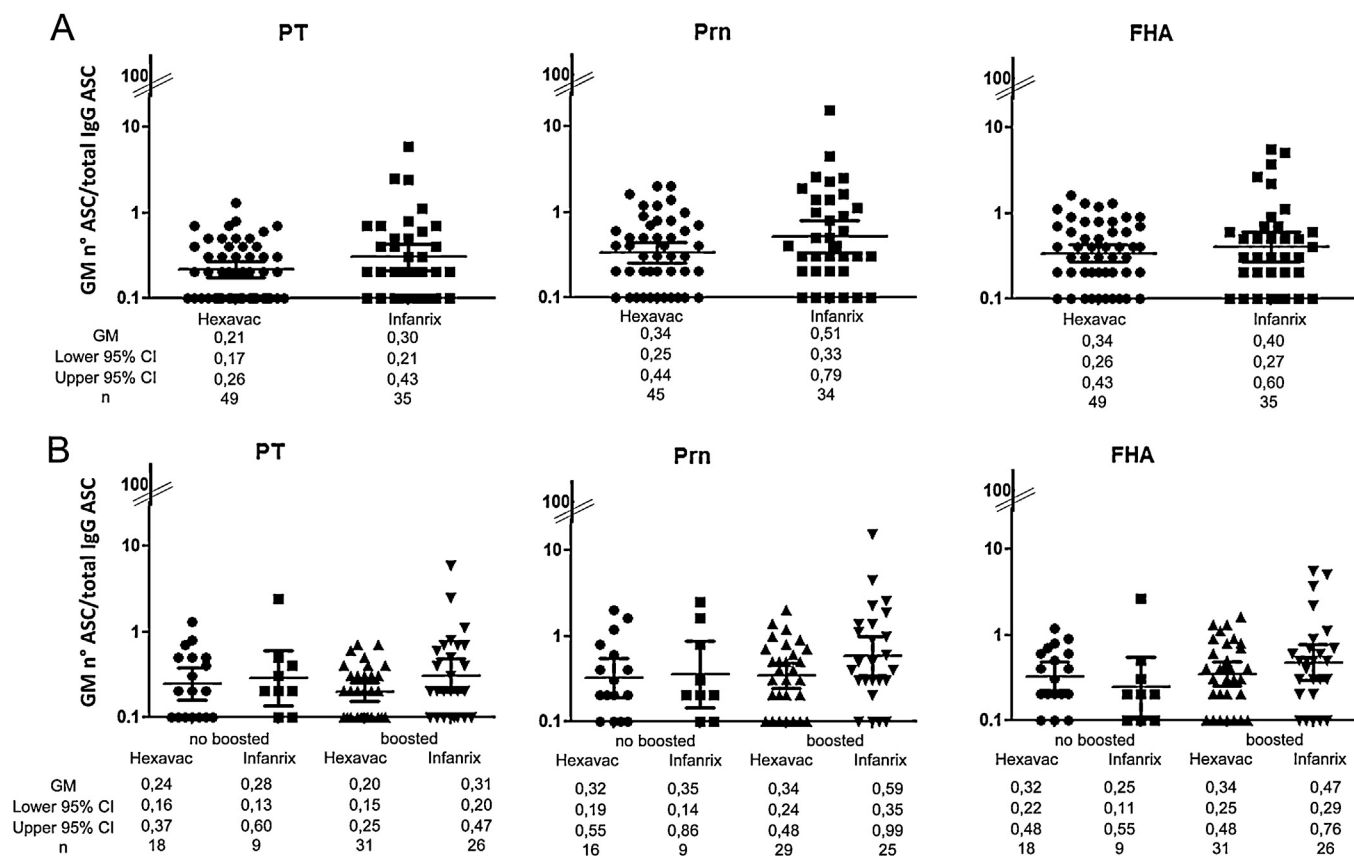 A
PT Prn FHA
GM n° ASC/total IgG ASC
100 100 100
10 10 10
1 1 1
0.1 0.1 0.1
Hexavac Infanrix Hexavac Infanrix Hexavac Infanrix
GM 0,21 0,30 0,34 0,51 0,34 0,40
Lower 95% CI 0,17 0,21 0,25 0,33 0,26 0,27
Upper 95% CI 0,26 0,43 0,44 0,79 0,43 0,60
n 49 35 45 34 49 35
B
PT Prn FHA
GM n° ASC/total IgG ASC
100 100 100
10 10 10
1 1 1
0.1 0.1 0.1
no boosted boosted no boosted boosted no boosted boosted
Hexavac Infanrix Hexavac Infanrix Hexavac Infanrix Hexavac Infanrix Hexavac Infanrix Hexavac Infanrix
GM 0,24 0,28 0,20 0,31 0,32 0,35 0,34 0,59 0,32 0,25 0,34 0,47
Lower 95% CI 0,16 0,13 0,15 0,20 0,19 0,14 0,24 0,35 0,22 0,11 0,25 0,29
Upper 95% CI 0,37 0,60 0,25 0,47 0,55 0,86 0,48 0,99 0,48 0,55 0,48 0,76
n 18 9 31 26 16 9 29 25 18 9 31 26